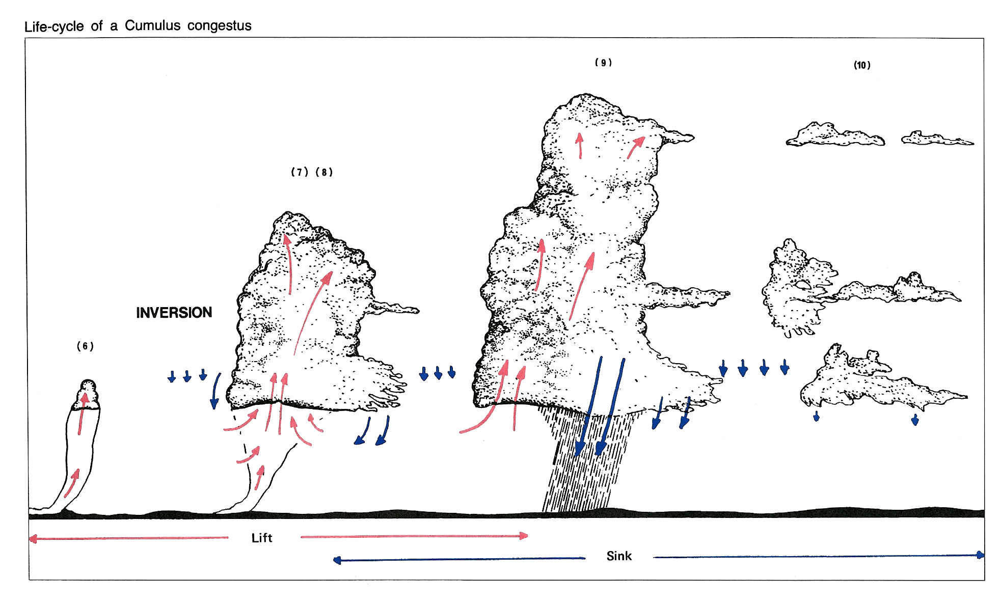 Life-cycle of a Cumulus congestus
(9)
(10)
(7) (8)
INVERSION
(6)
Lift
Sink